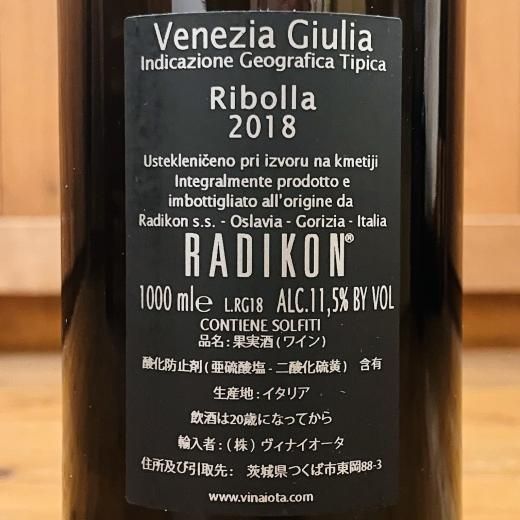 Venezia Giulia
Indicazione Geografica Tipica
Ribolla
2018
Ustekleničeno pri izvoru na kmetiji
Integralmente prodotto e
imbottigliato all'origine da
Radikon s.s. - Oslavia - Gorizia - Italia
RADIKON®
1000 ml℮ L.RG18 ALC.11,5% BY VOL
CONTIENE SOLFITI
品名:果実酒(ワイン)
酸化防止剤(亜硫酸塩-二酸化硫黄) 含有
生産地:イタリア
飲酒は20歳になってから
輸入者:(株)ヴィナイオータ
住所及び引取先: 茨城県つくば市東岡88-3
www.vinaiota.com